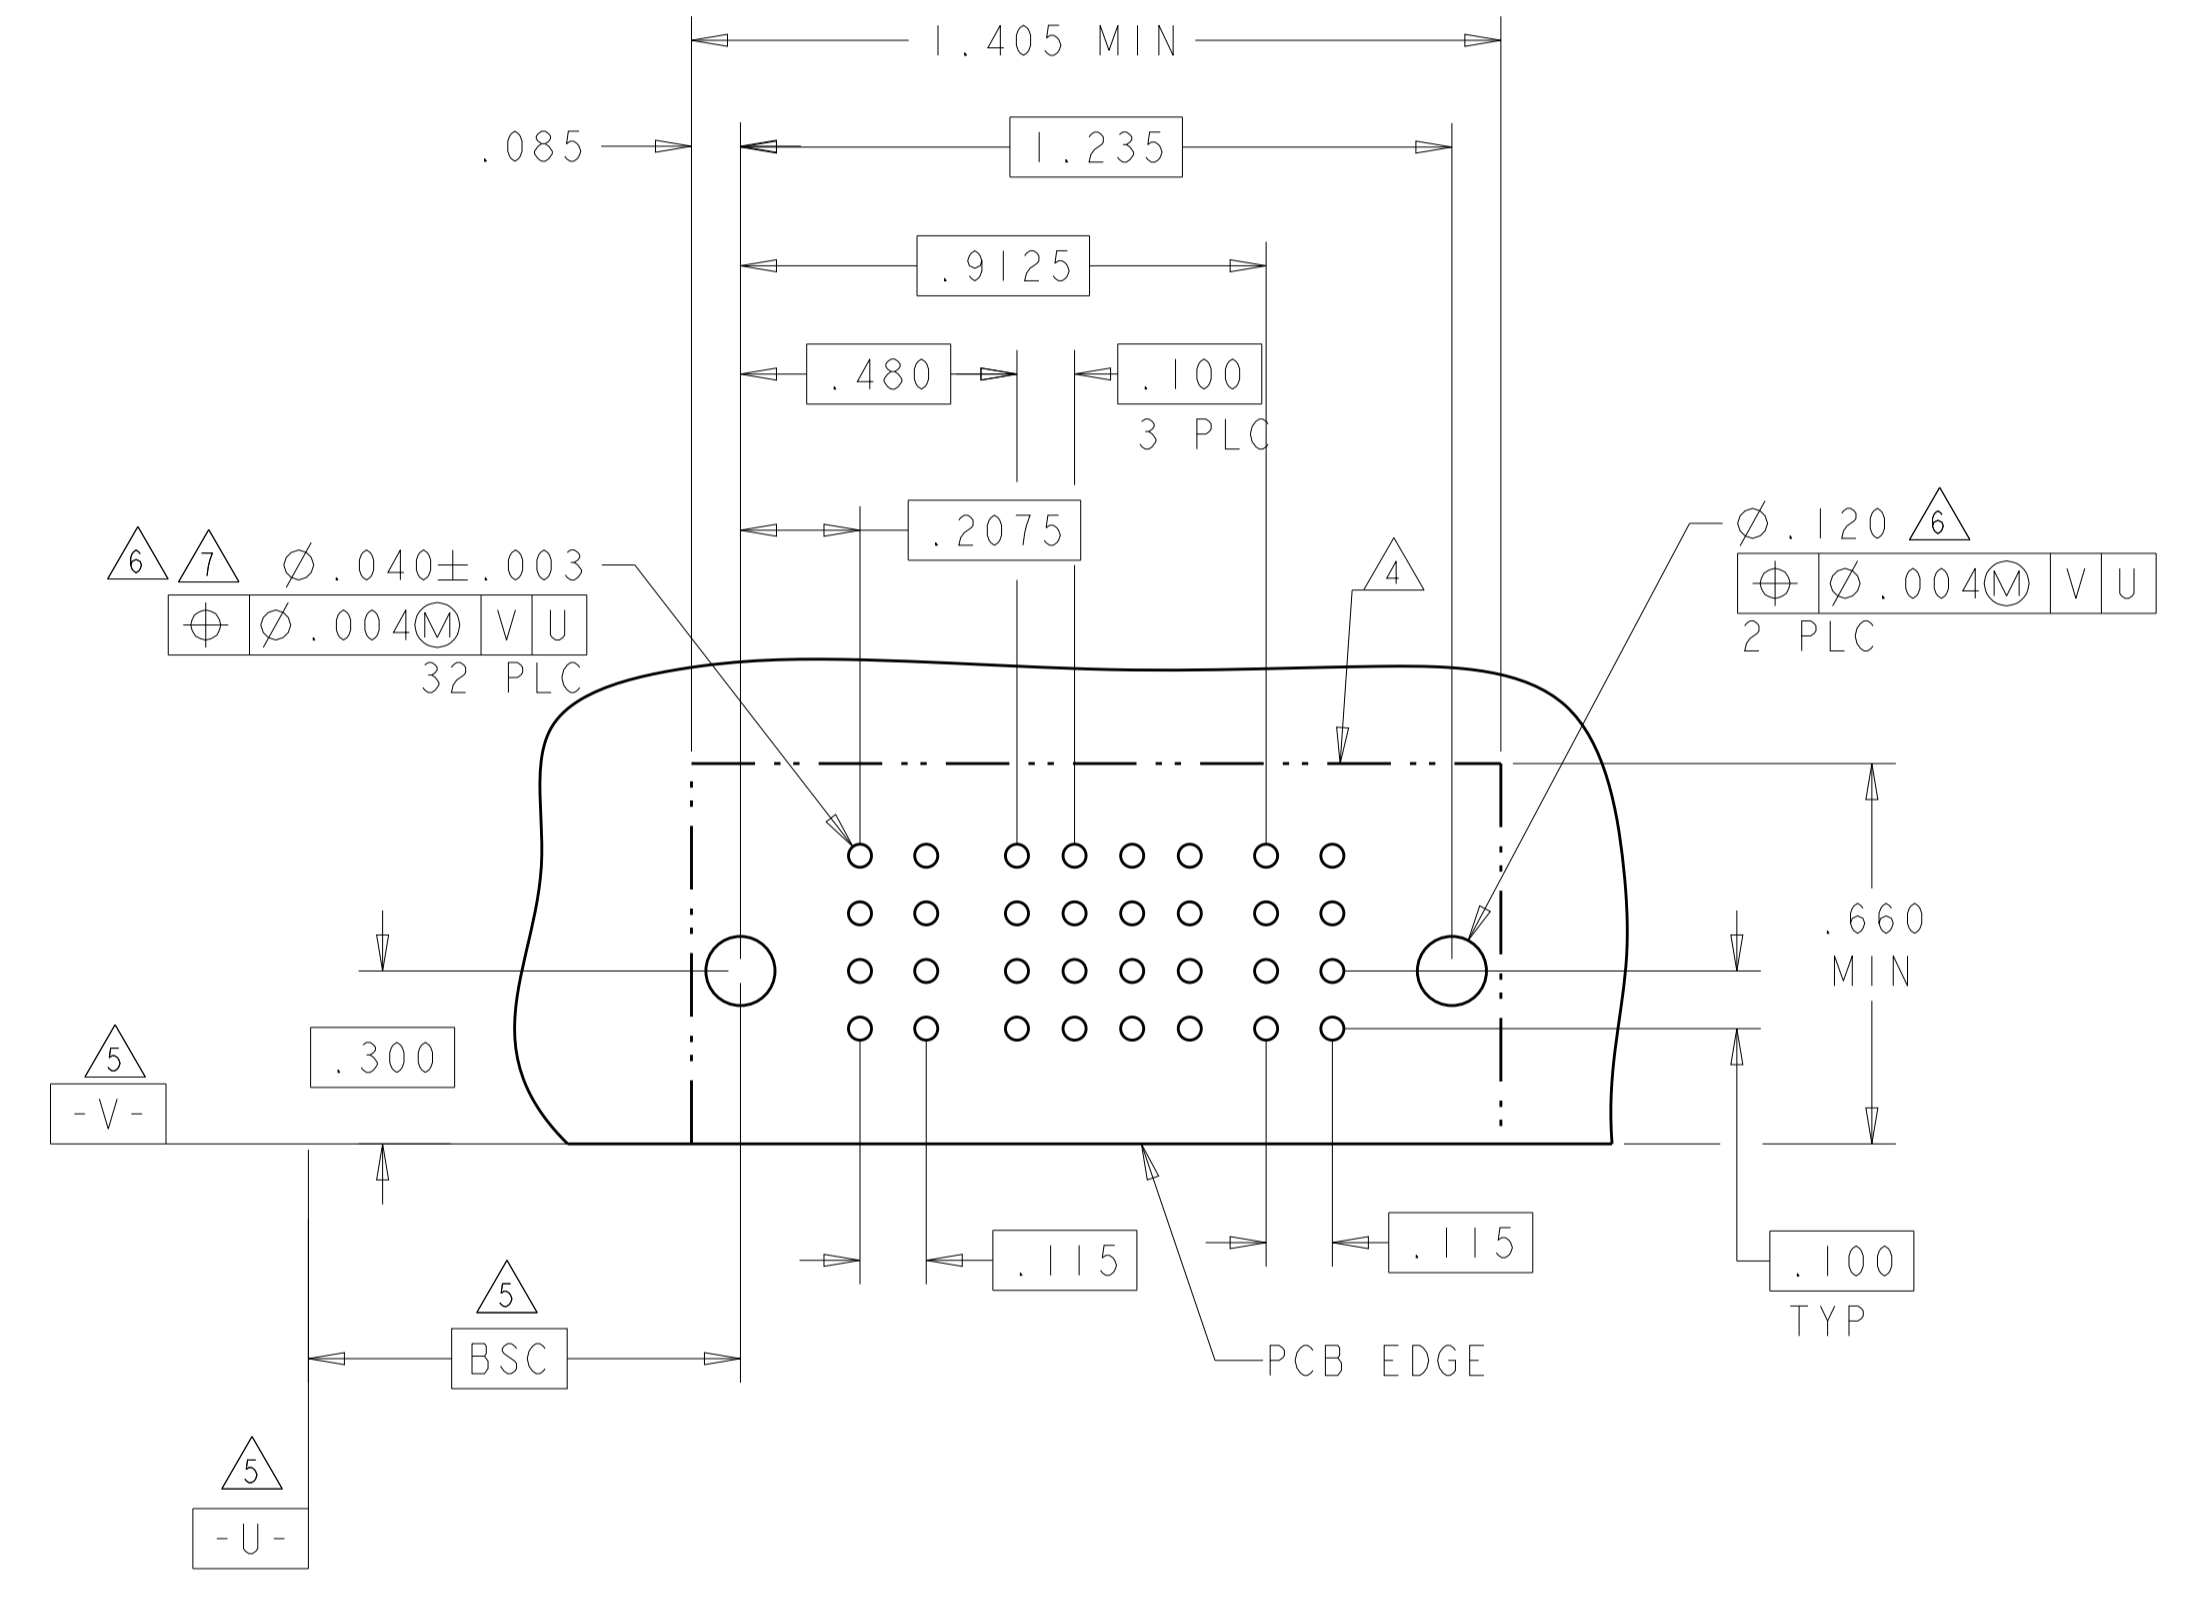 1.405 MIN
.085
1.235
.9125
.480
.100
3 PLC
.2075
6 7 Ø.040±.003
⌖ Ø.004Ⓜ V U
32 PLC
4
Ø.120 6
⌖ Ø.004Ⓜ V U
2 PLC
.660
MIN
.300
5
-V-
.115
.115
.100
TYP
5
BSC
PCB EDGE
5
-U-